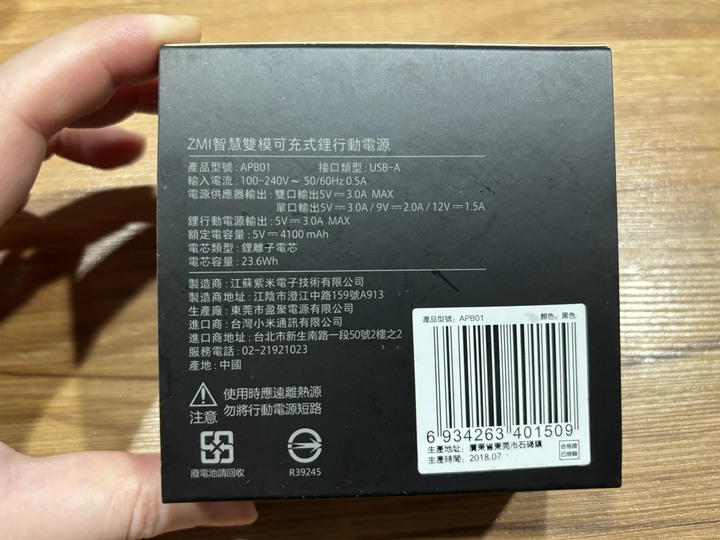 ZMI智慧雙模可充式鋰行動電源
產品型號 : APB01 接口類型 : USB-A
輸入電流 : 100-240V～ 50/60Hz 0.5A
電源供應器輸出 : 雙口輸出5V⎓3.0A MAX
單口輸出5V⎓3.0A / 9V⎓2.0A / 12V⎓1.5A
鋰行動電源輸出 : 5V⎓3.0A MAX
額定電容量 : 5V⎓4100 mAh
電芯類型 : 鋰離子電芯
電芯容量 : 23.6Wh
製造商 : 江蘇紫米電子技術有限公司
製造商地址 : 江陰市澄江中路159號A913
生產廠 : 東莞市盈聚電源有限公司
進口商 : 台灣小米通訊有限公司
進口商地址 : 台北市新生南路一段50號2樓之2
服務電話 : 02-21921023
產地 : 中國
注意
使用時應遠離熱源
勿將行動電源短路
廢電池請回收
R39245
產品型號: APB01 顏色: 黑色
6 934263 401509
生產地址: 廣東省東莞市石碣鎮
生產時間: 2018.07
合格證
已檢驗